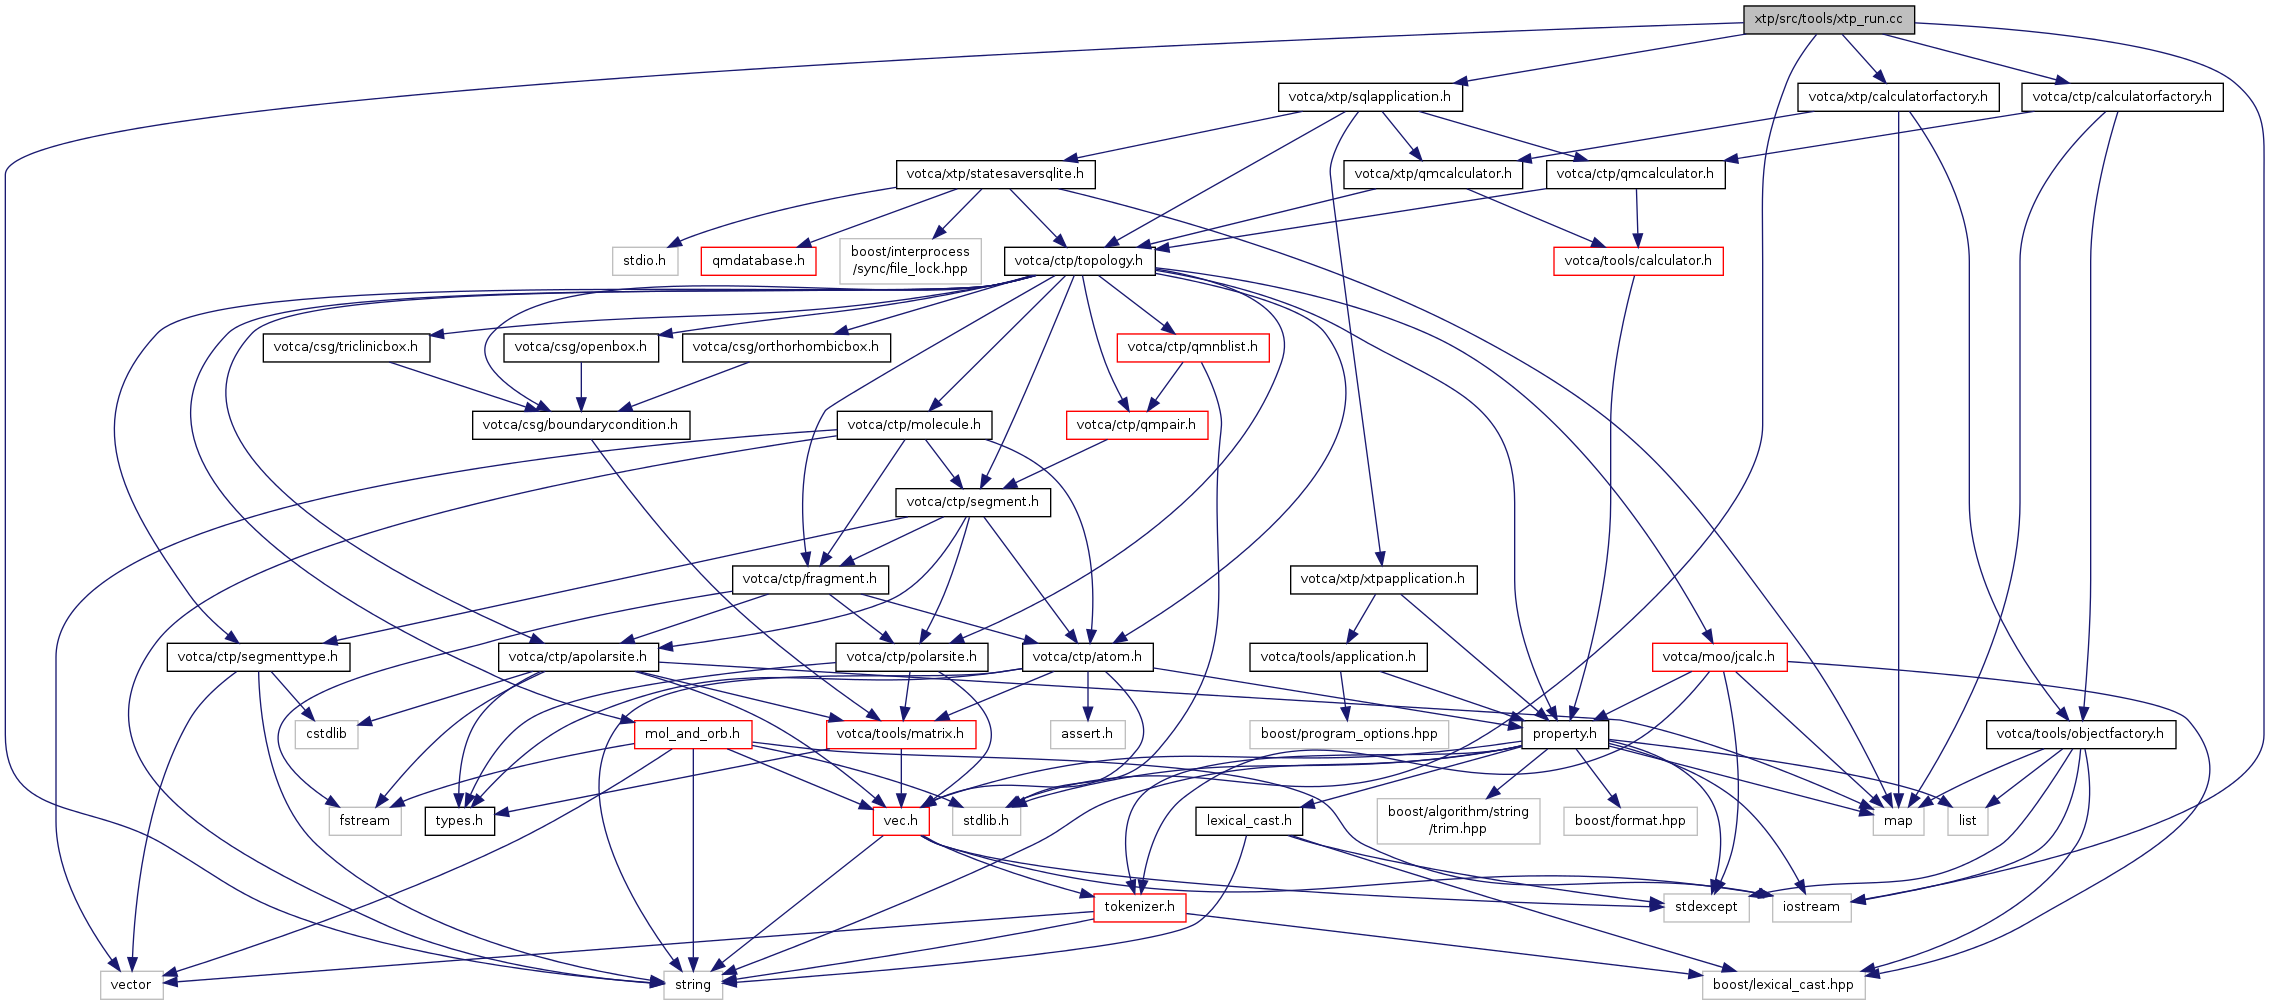 xtp/src/tools/xtp_run.cc
votca/xtp/sqlapplication.h
votca/xtp/calculatorfactory.h
votca/ctp/calculatorfactory.h
votca/xtp/statesaversqlite.h
votca/xtp/qmcalculator.h
votca/ctp/qmcalculator.h
stdio.h
qmdatabase.h
boost/interprocess
/sync/file_lock.hpp
votca/ctp/topology.h
votca/tools/calculator.h
votca/csg/triclinicbox.h
votca/csg/openbox.h
votca/csg/orthorhombicbox.h
votca/ctp/qmnblist.h
votca/csg/boundarycondition.h
votca/ctp/molecule.h
votca/ctp/qmpair.h
votca/ctp/segment.h
votca/ctp/fragment.h
votca/xtp/xtpapplication.h
votca/ctp/segmenttype.h
votca/ctp/apolarsite.h
votca/ctp/polarsite.h
votca/ctp/atom.h
votca/tools/application.h
votca/moo/jcalc.h
cstdlib
mol_and_orb.h
votca/tools/matrix.h
assert.h
boost/program_options.hpp
property.h
votca/tools/objectfactory.h
fstream
types.h
vec.h
stdlib.h
lexical_cast.h
boost/algorithm/string
/trim.hpp
boost/format.hpp
map
list
tokenizer.h
stdexcept
iostream
vector
string
boost/lexical_cast.hpp